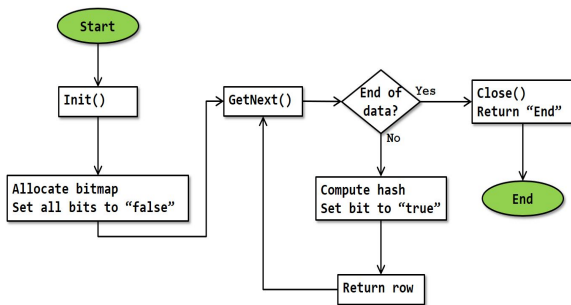 Start
Init()
Allocate bitmap
Set all bits to “false”
GetNext()
End of
data?
Yes
No
Compute hash
Set bit to “true”
Return row
Close()
Return “End”
End